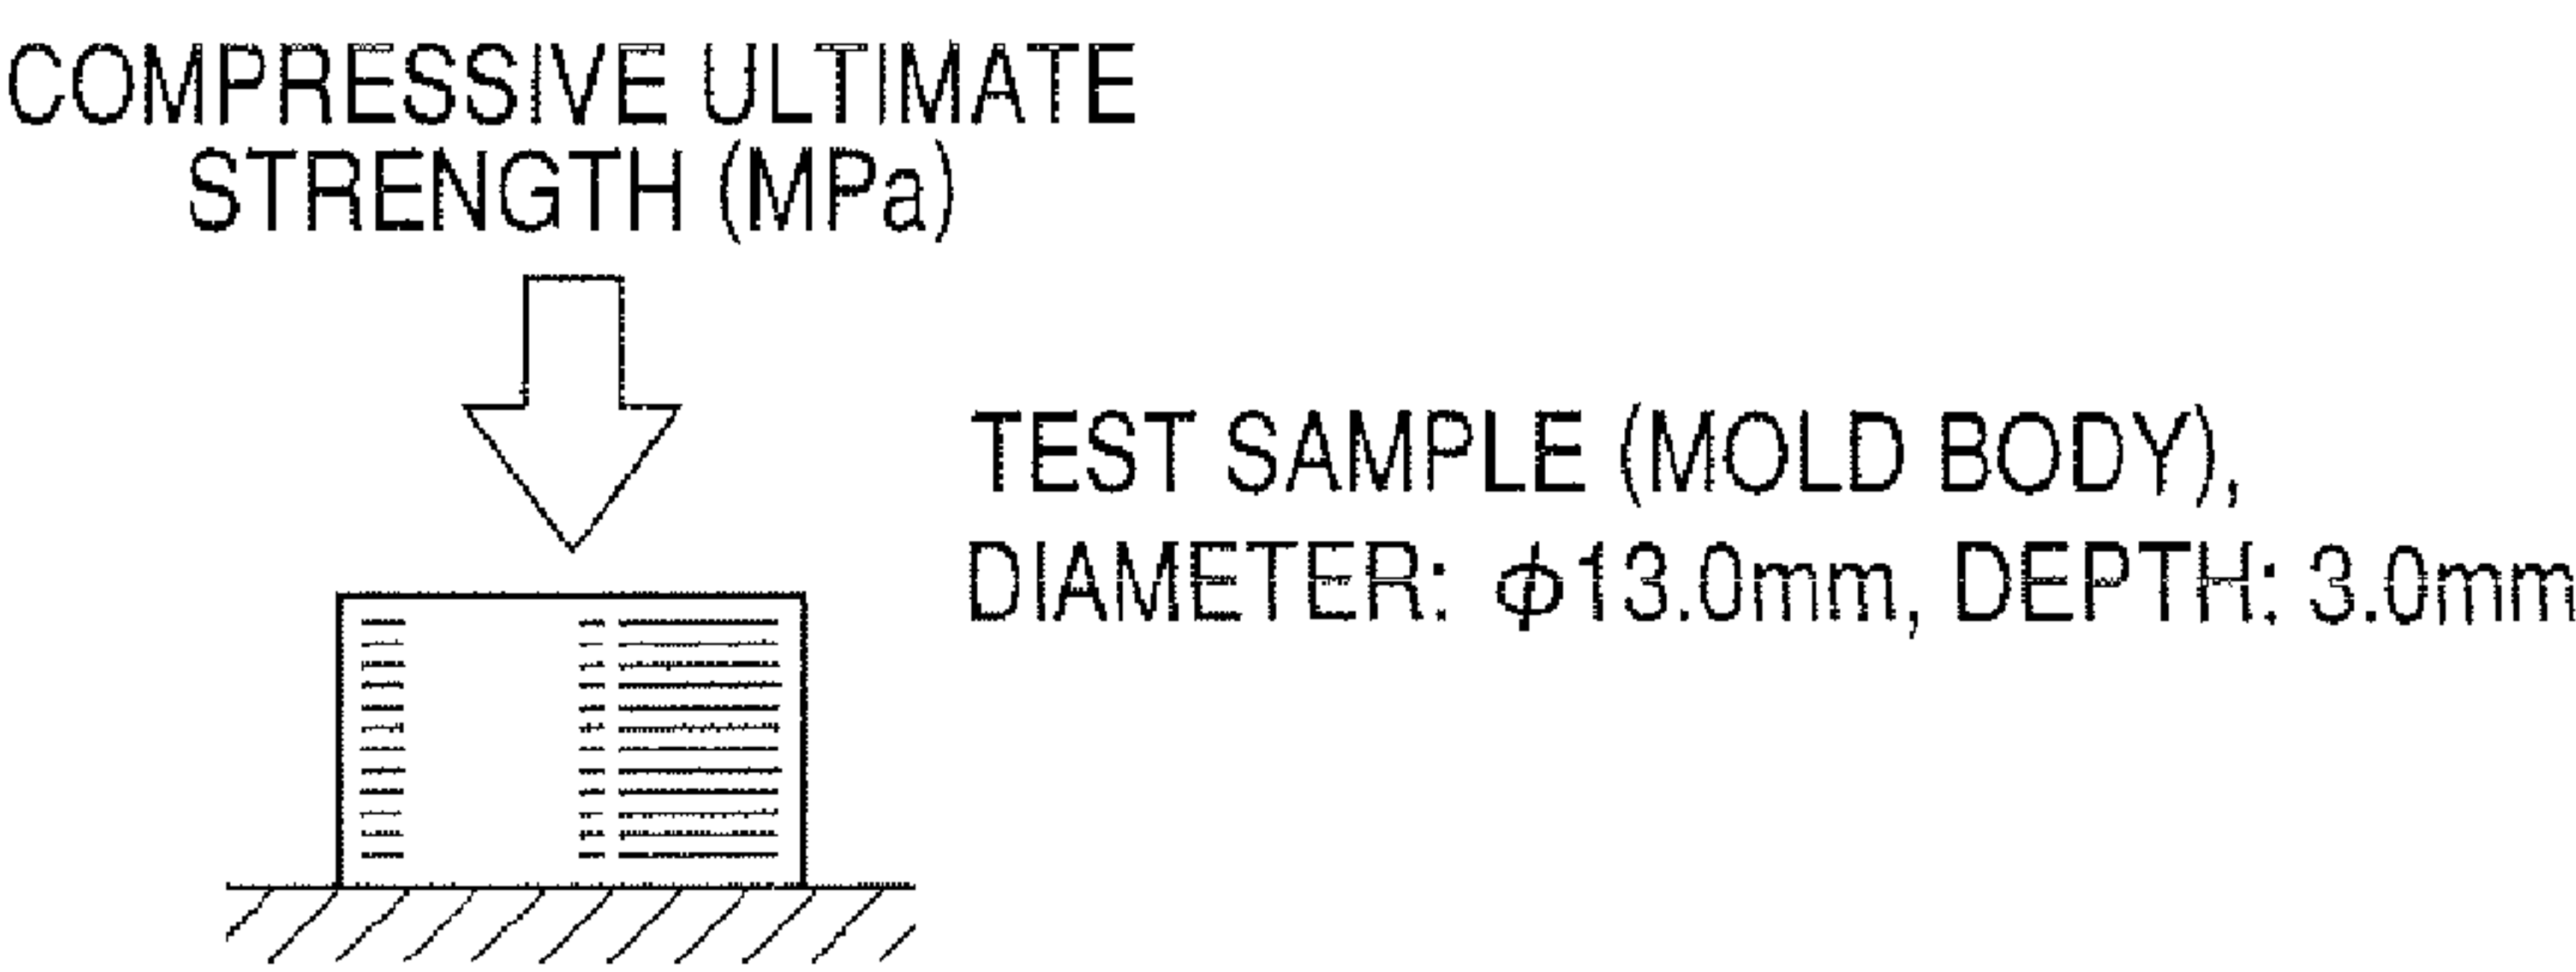 COMPRESSIVE ULTIMATE
STRENGTH (MPa)
TEST SAMPLE (MOLD BODY),
DIAMETER: ϕ13.0mm, DEPTH: 3.0mm